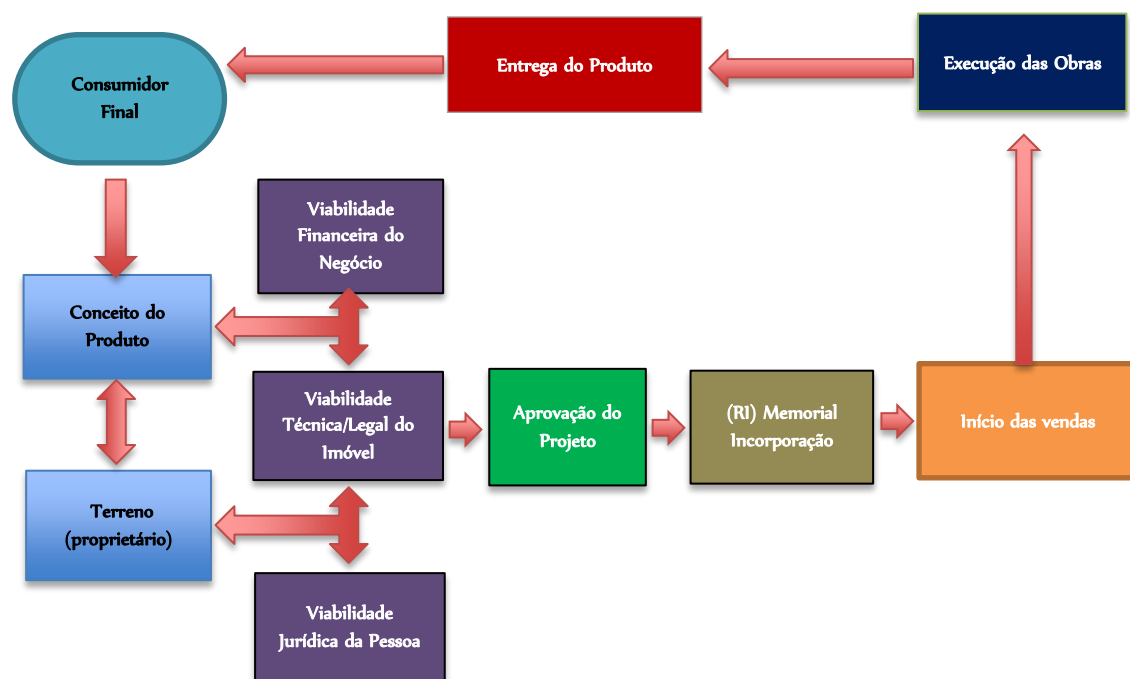 Consumidor
Final
Entrega do Produto
Execução das Obras
Viabilidade
Financeira do
Negócio
Conceito do
Produto
Viabilidade
Técnica/Legal do
Imóvel
Aprovação do
Projeto
(RI) Memorial
Incorporação
Início das vendas
Terreno
(proprietário)
Viabilidade
Jurídica da Pessoa